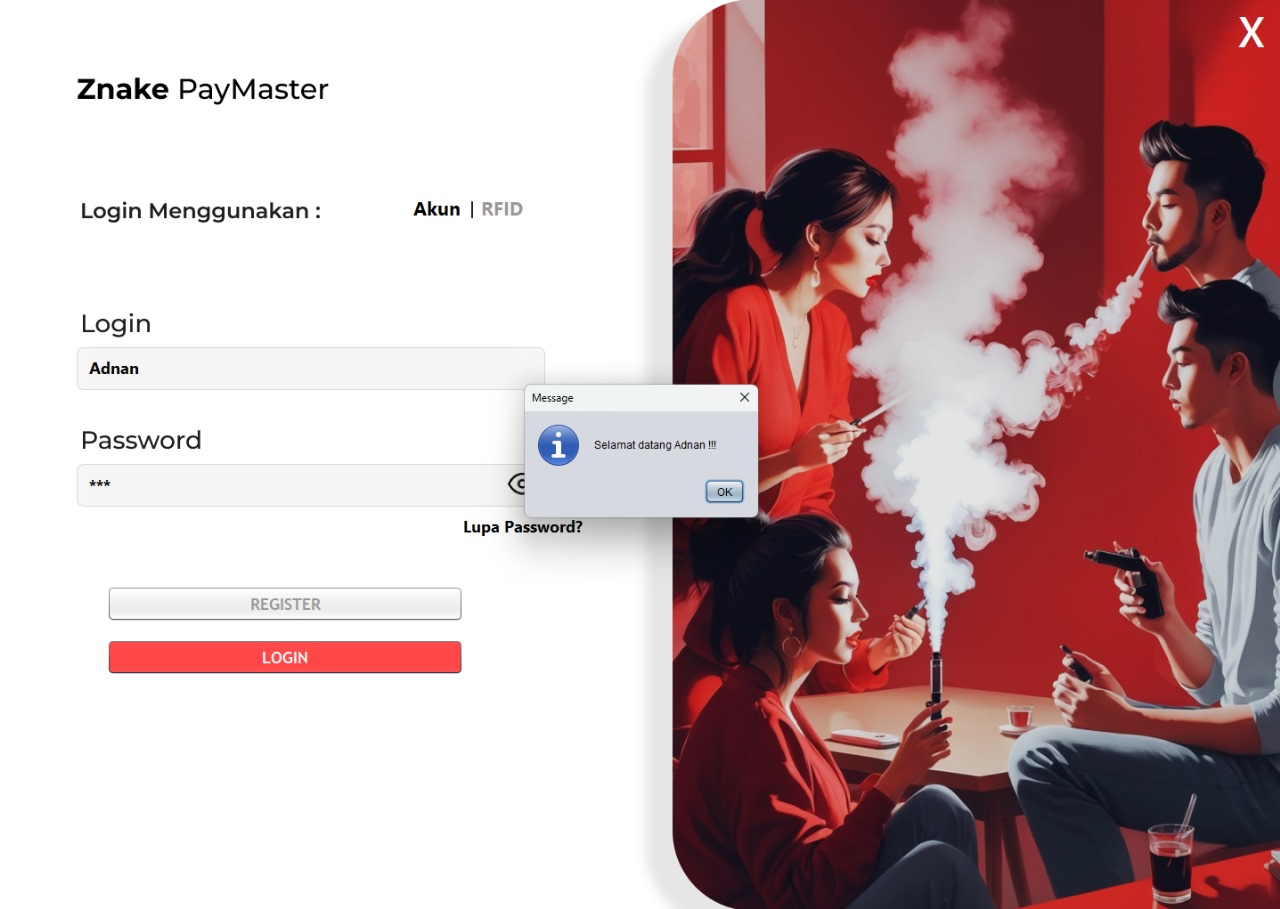 X
Znake PayMaster
Login Menggunakan : Akun | RFID
Login
Adnan
Message
Selamat datang Adnan !!!
OK
Password
***
Lupa Password?
REGISTER
LOGIN